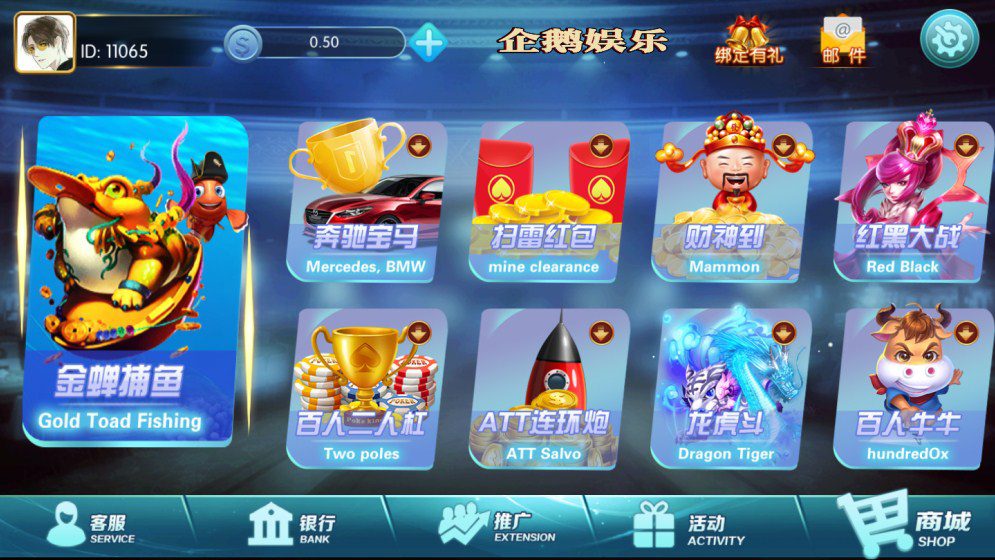 ID: 11065
0.50
企鹅娱乐
绑定有礼
邮件
金蝉捕鱼
Gold Toad Fishing
奔驰宝马
Mercedes, BMW
扫雷红包
mine clearance
财神到
Mammon
红黑大战
Red Black
百人二人杠
Two poles
ATT连环炮
ATT Salvo
龙虎斗
Dragon Tiger
百人牛牛
hundredOx
客服
SERVICE
银行
BANK
推广
EXTENSION
活动
ACTIVITY
商城
SHOP